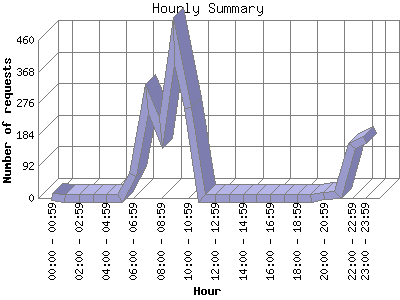 Hourly Summary
Number of requests
460
368
276
184
92
0
00:00 - 00:59
02:00 - 02:59
04:00 - 04:59
06:00 - 06:59
08:00 - 08:59
10:00 - 10:59
12:00 - 12:59
14:00 - 14:59
16:00 - 16:59
18:00 - 18:59
20:00 - 20:59
22:00 - 22:59
23:00 - 23:59
Hour